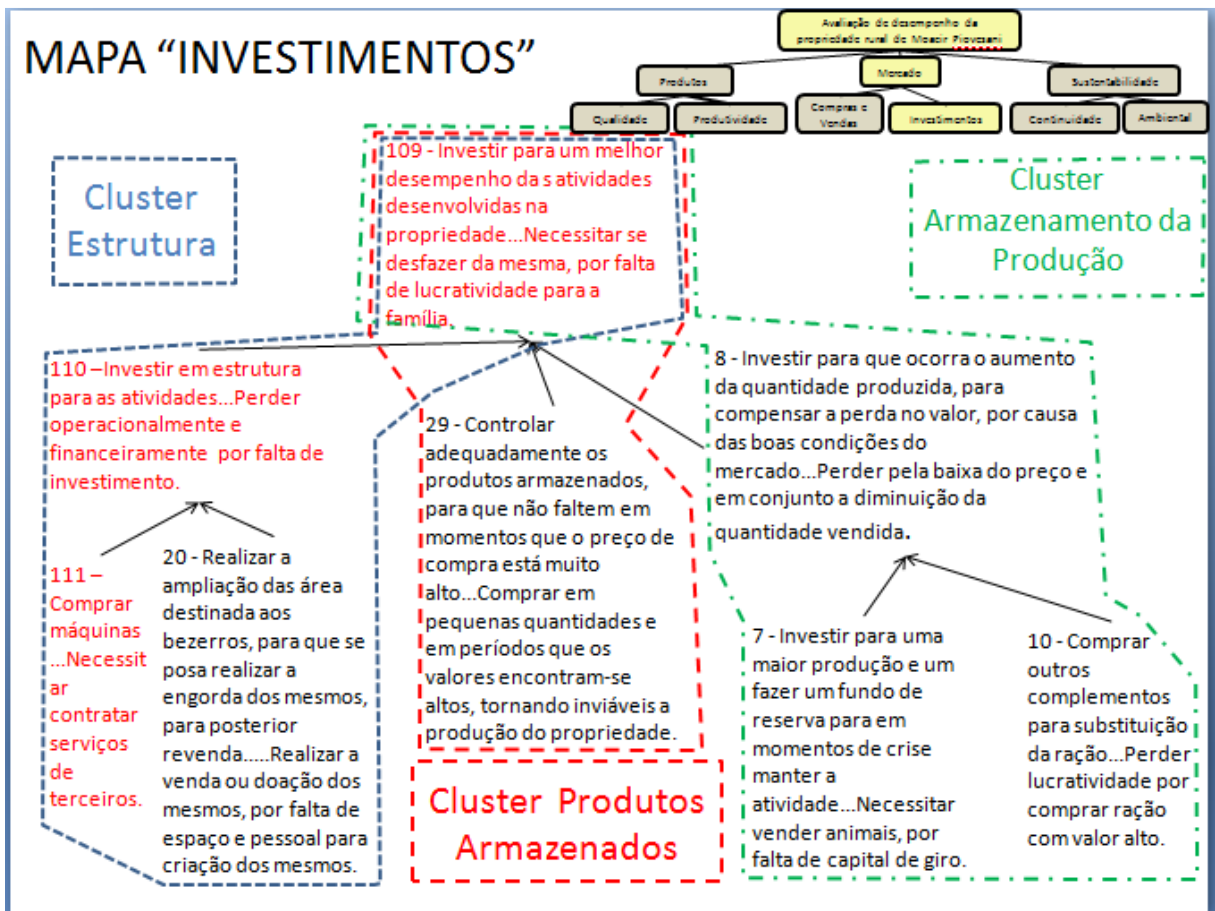 MAPA “INVESTIMENTOS”
Avaliação de desempenho da
propriedade rural de Moacir Piovesani
Produtos
Mercado
Sustentabilidade
Qualidade
Produtividade
Compras e
Vendas
Investimentos
Continuidade
Ambiental
Cluster
Estrutura
109 - Investir para um melhor
desempenho da s atividades
desenvolvidas na
propriedade...Necessitar se
desfazer da mesma, por falta
de lucratividade para a
família.
Cluster
Armazenamento da
Produção
110 –Investir em estrutura
para as atividades...Perder
operacionalmente e
financeiramente por falta de
investimento.
111 –
Comprar
máquinas
...Necessit
ar
contratar
serviços
de
terceiros.
20 - Realizar a
ampliação das área
destinada aos
bezerros, para que se
posa realizar a
engorda dos mesmos,
para posterior
revenda.....Realizar a
venda ou doação dos
mesmos, por falta de
espaço e pessoal para
criação dos mesmos.
29 - Controlar
adequadamente os
produtos armazenados,
para que não faltem em
momentos que o preço de
compra está muito
alto...Comprar em
pequenas quantidades e
em períodos que os
valores encontram-se
altos, tornando inviáveis a
produção do propriedade.
Cluster Produtos
Armazenados
8 - Investir para que ocorra o aumento
da quantidade produzida, para
compensar a perda no valor, por causa
das boas condições do
mercado...Perder pela baixa do preço e
em conjunto a diminuição da
quantidade vendida.
7 - Investir para uma
maior produção e um
fazer um fundo de
reserva para em
momentos de crise
manter a
atividade...Necessitar
vender animais, por
falta de capital de giro.
10 - Comprar
outros
complementos
para substituição
da ração...Perder
lucratividade por
comprar ração
com valor alto.